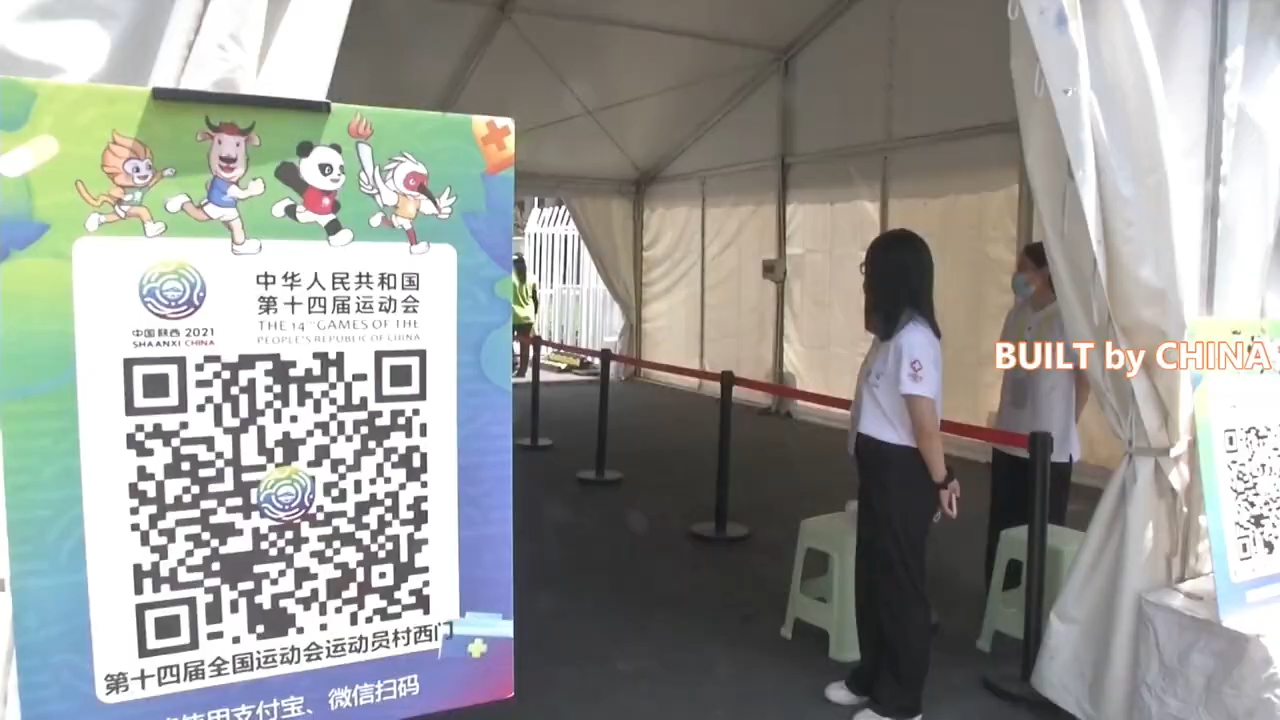 中华人民共和国
第十四届运动会
THE 14TH GAMES OF THE
PEOPLE'S REPUBLIC OF CHINA
中国陕西 2021
SHAANXI CHINA
第十四届全国运动会运动员村西门
使用支付宝、微信扫码
BUILT by CHINA